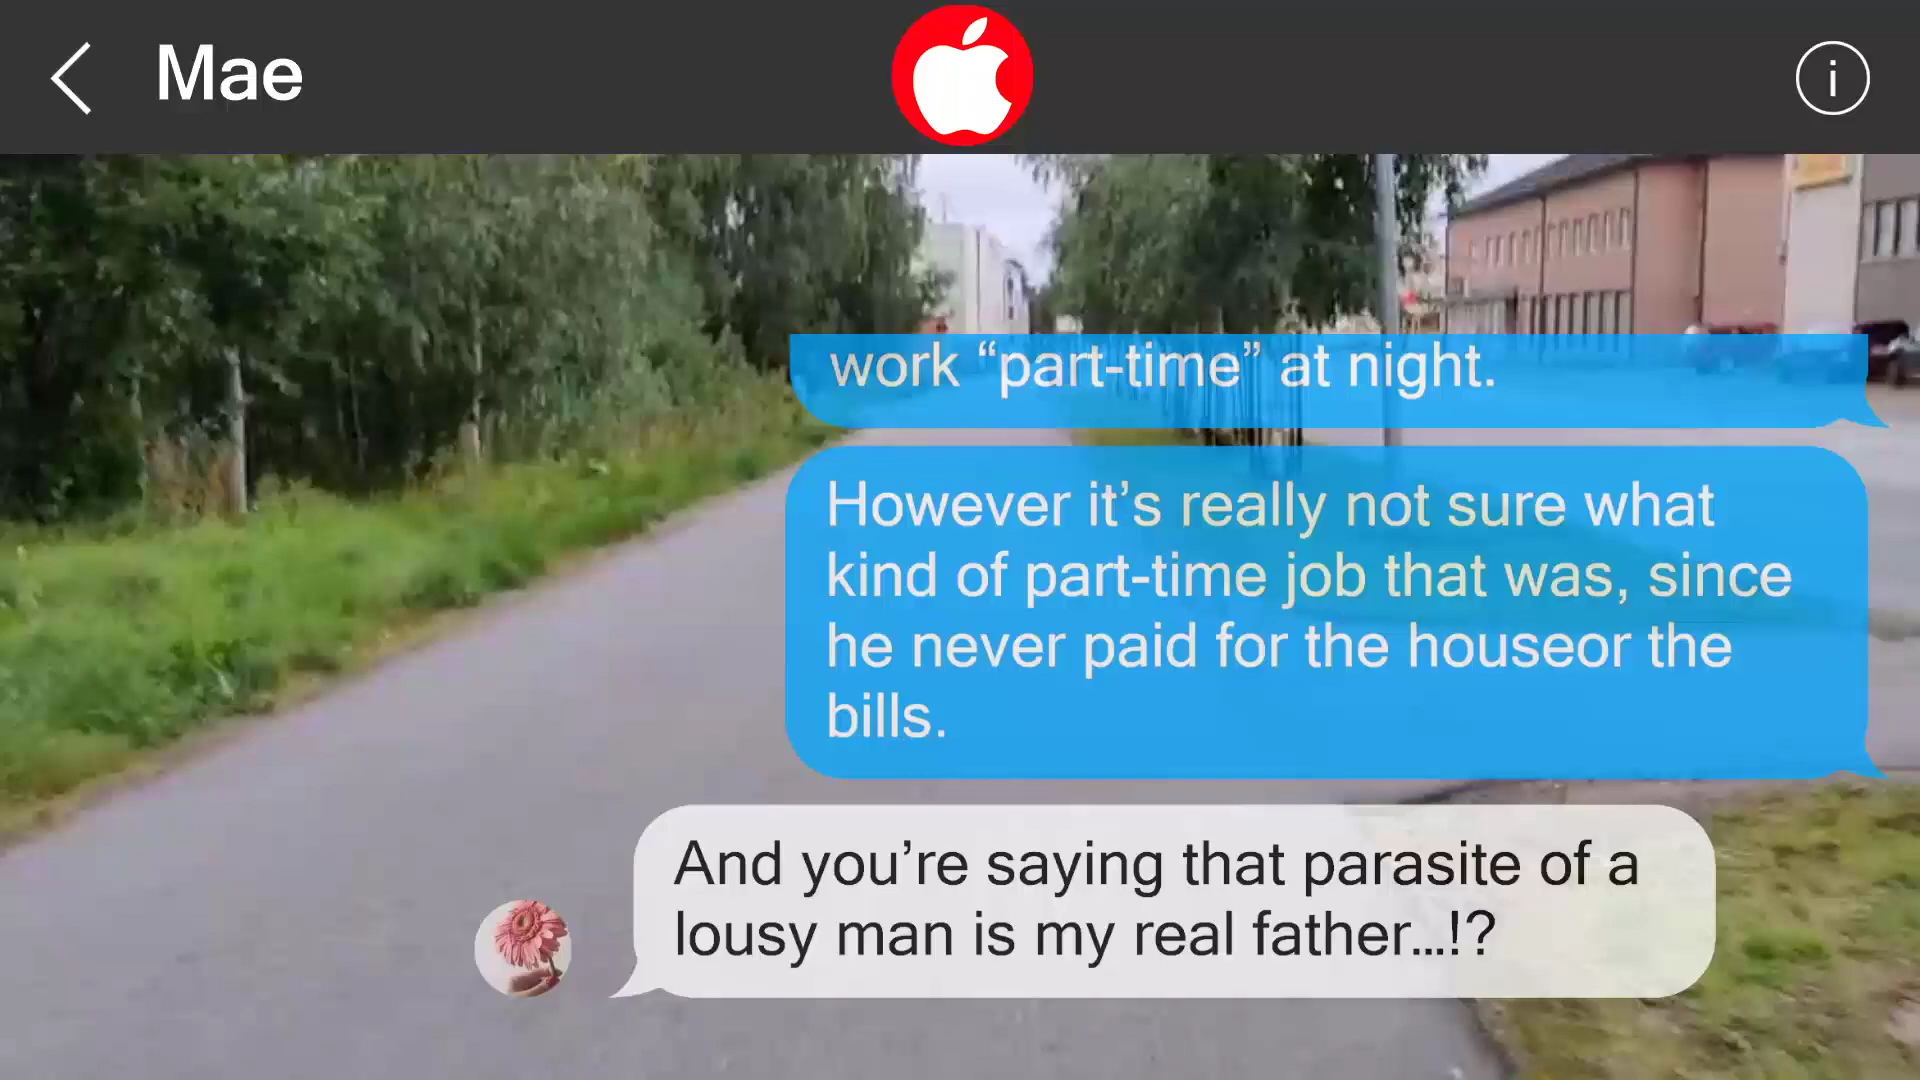 Mae
work “part-time” at night.
However it’s really not sure what
kind of part-time job that was, since
he never paid for the houseor the
bills.
And you’re saying that parasite of a
lousy man is my real father...!?